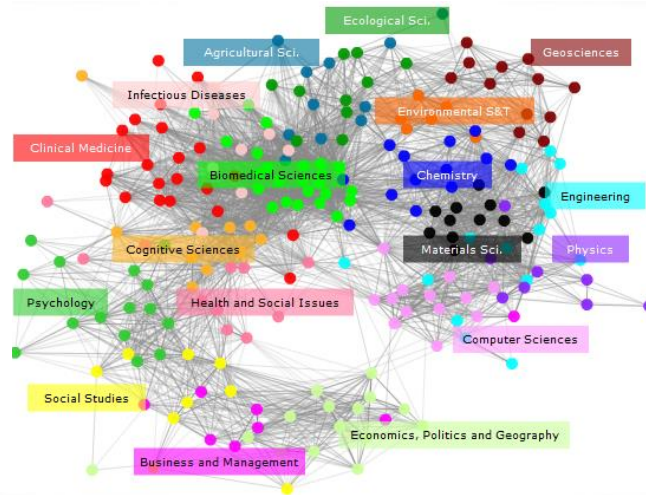 Ecological Sci.
Agricultural Sci.
Geosciences
Infectious Diseases
Environmental S&T
Clinical Medicine
Biomedical Sciences
Chemistry
Engineering
Cognitive Sciences
Materials Sci.
Physics
Psychology
Health and Social Issues
Computer Sciences
Social Studies
Economics, Politics and Geography
Business and Management